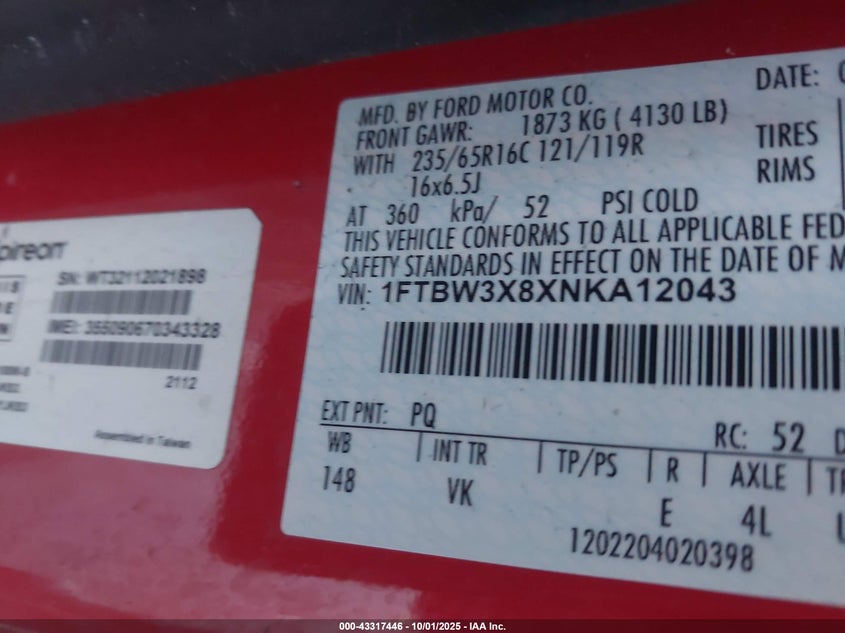 DATE:
MFD. BY FORD MOTOR CO.
FRONT GAWR: 1873 KG ( 4130 LB)
WITH 235/65R16C 121/119R TIRES
16x6.5J RIMS
AT 360 kPa/ 52 PSI COLD
THIS VEHICLE CONFORMS TO ALL APPLICABLE FED
SAFETY STANDARDS IN EFFECT ON THE DATE OF M
VIN: 1FTBW3X8XNKA12043
EXT PNT: PQ
RC: 52
WB INT TR TP/PS R AXLE
148 VK E 4L
1202204020398
SN: WT32112021898
IMEI: 355090670343328
2112
Assembled in Taiwan
000-43317446 - 10/01/2025 - IAA Inc.